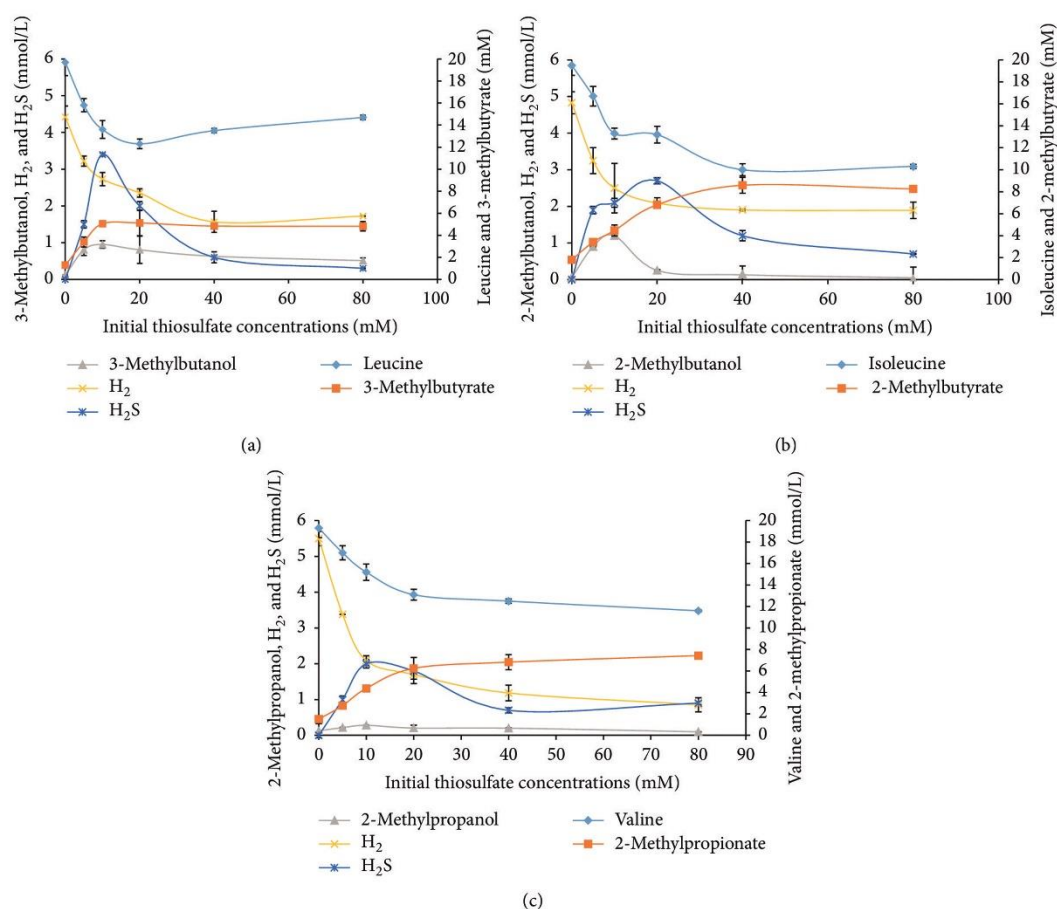 3-Methylbutanol, H₂, and H₂S (mmol/L)
6
5
4
3
2
1
0
20
18
16
14
12
10
8
6
4
2
0
Leucine and 3-methylbutyrate (mM)
0 20 40 60 80 100
Initial thiosulfate concentrations (mM)
3-Methylbutanol
Leucine
H₂
3-Methylbutyrate
H₂S
(a)
2-Methylbutanol, H₂, and H₂S (mmol/L)
6
5
4
3
2
1
0
20
18
16
14
12
10
8
6
4
2
0
Isoleucine and 2-methylbutyrate (mM)
0 20 40 60 80 100
Initial thiosulfate concentrations (mM)
2-Methylbutanol
Isoleucine
H₂
2-Methylbutyrate
H₂S
(b)
2-Methylpropanol, H₂, and H₂S (mmol/L)
6
5
4
3
2
1
0
20
18
16
14
12
10
8
6
4
2
0
Valine and 2-methylpropionate (mmol/L)
0 10 20 30 40 50 60 70 80 90
Initial thiosulfate concentrations (mM)
2-Methylpropanol
Valine
H₂
2-Methylpropionate
H₂S
(c)